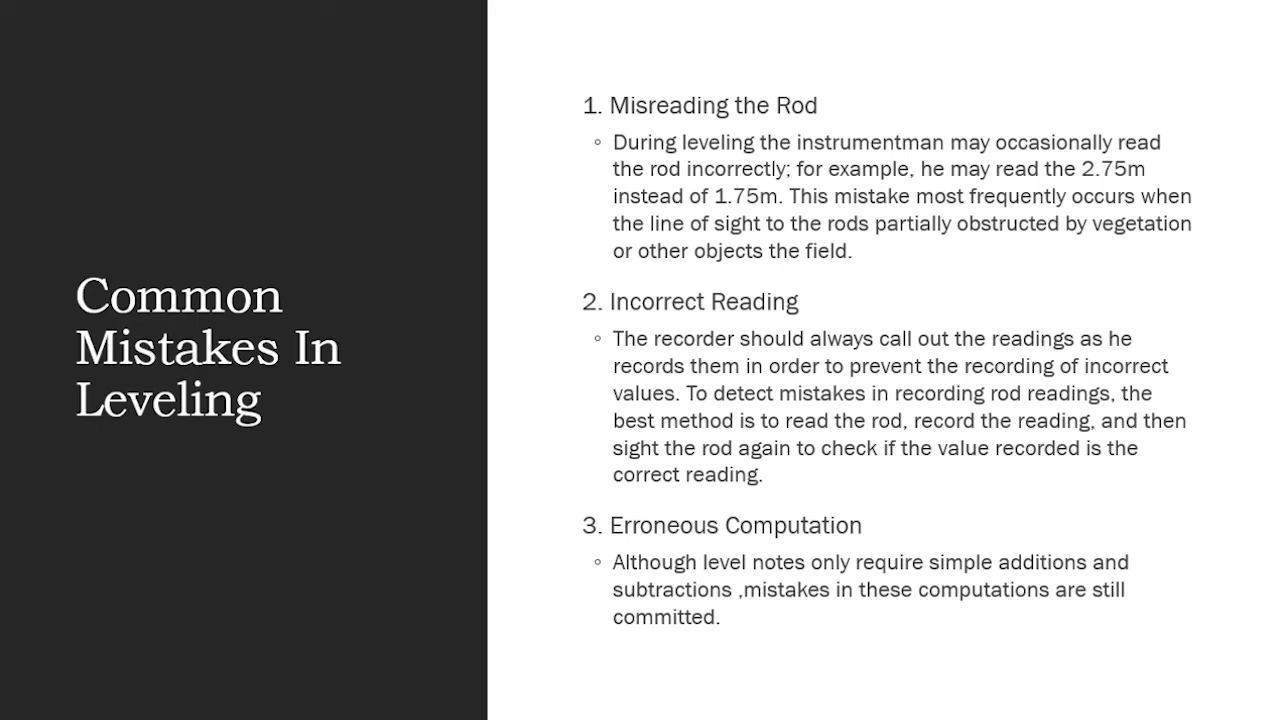 Common
Mistakes In
Leveling
1. Misreading the Rod
◦ During leveling the instrumentman may occasionally read
the rod incorrectly; for example, he may read the 2.75m
instead of 1.75m. This mistake most frequently occurs when
the line of sight to the rods partially obstructed by vegetation
or other objects the field.
2. Incorrect Reading
◦ The recorder should always call out the readings as he
records them in order to prevent the recording of incorrect
values. To detect mistakes in recording rod readings, the
best method is to read the rod, record the reading, and then
sight the rod again to check if the value recorded is the
correct reading.
3. Erroneous Computation
◦ Although level notes only require simple additions and
subtractions ,mistakes in these computations are still
committed.